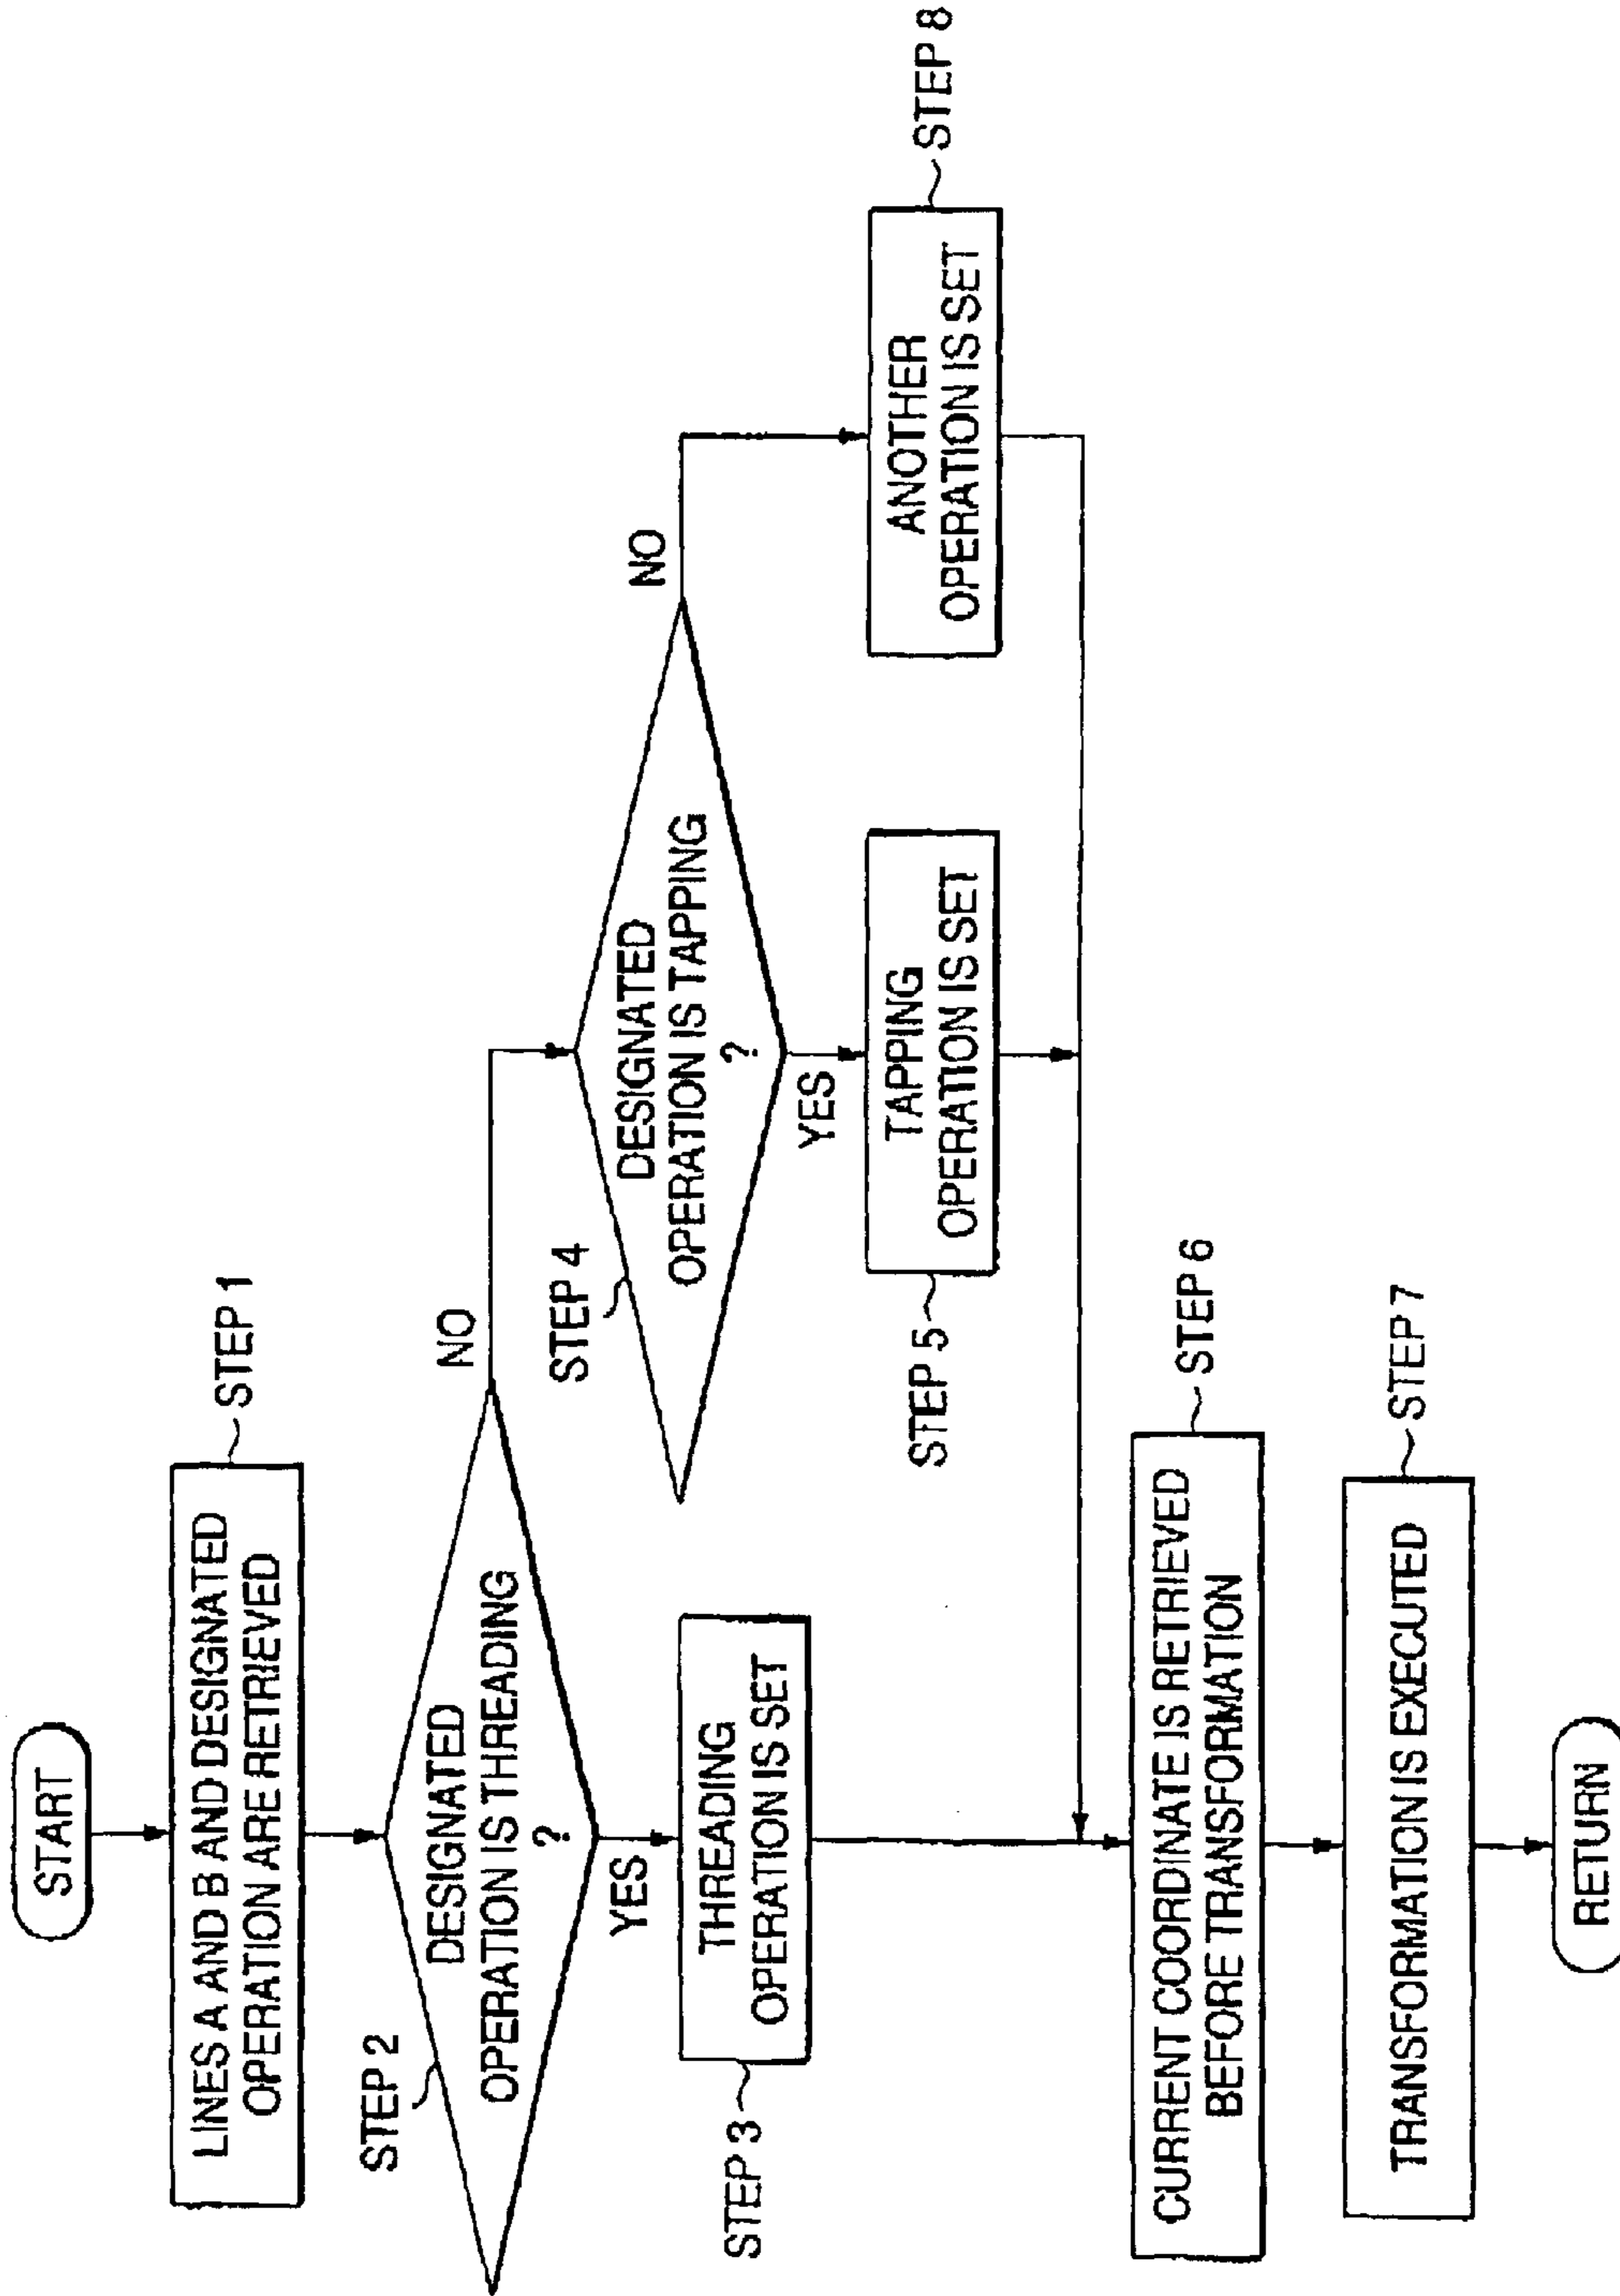 START
LINES A AND B AND DESIGNATED
OPERATION ARE RETRIEVED
STEP 1
STEP 2
DESIGNATED
OPERATION IS THREADING
?
NO
YES
STEP 3
THREADING
OPERATION IS SET
STEP 4
DESIGNATED
OPERATION IS TAPPING
?
NO
YES
STEP 5
TAPPING
OPERATION IS SET
ANOTHER
OPERATION IS SET
STEP 8
CURRENT COORDINATE IS RETRIEVED
BEFORE TRANSFORMATION
STEP 6
TRANSFORMATION IS EXECUTED
STEP 7
RETURN